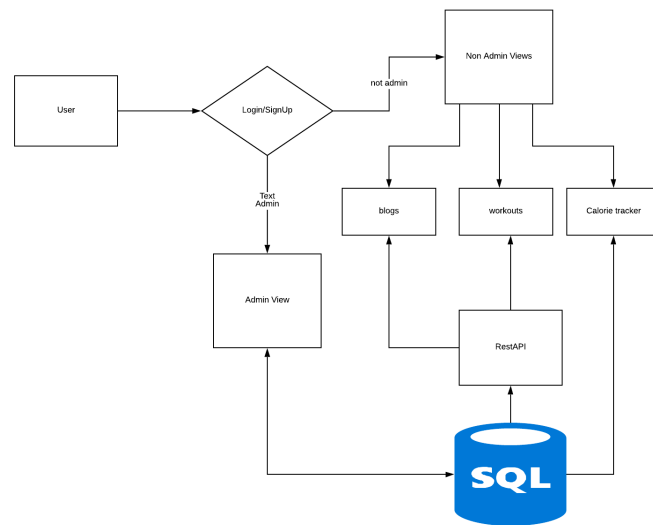 Non Admin Views
not admin
User
Login/SignUp
Text
Admin
blogs
workouts
Calorie tracker
Admin View
RestAPI
SQL